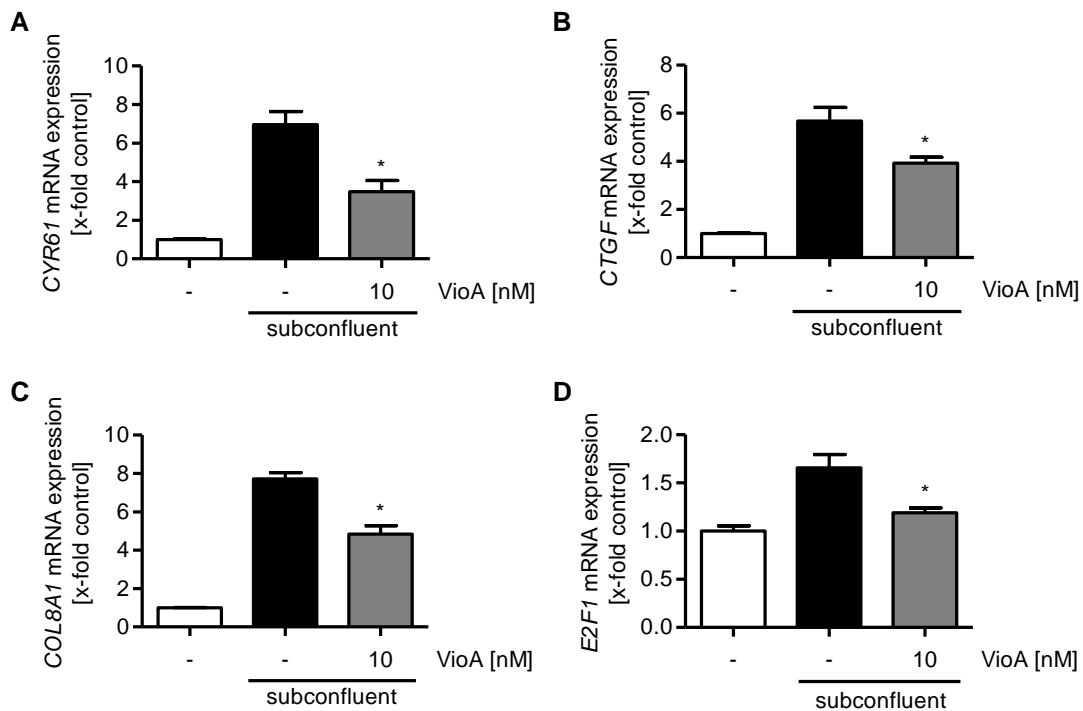 A
CYR61 mRNA expression
[x-fold control]
10
8
6
4
2
0
- - 10 VioA [nM]
subconfluent
B
CTGF mRNA expression
[x-fold control]
8
6
4
2
0
*
*
- - 10 VioA [nM]
subconfluent
C
COL8A1 mRNA expression
[x-fold control]
10
8
6
4
2
0
*
- - 10 VioA [nM]
subconfluent
D
E2F1 mRNA expression
[x-fold control]
2.0
1.5
1.0
0.5
0.0
*
- - 10 VioA [nM]
subconfluent